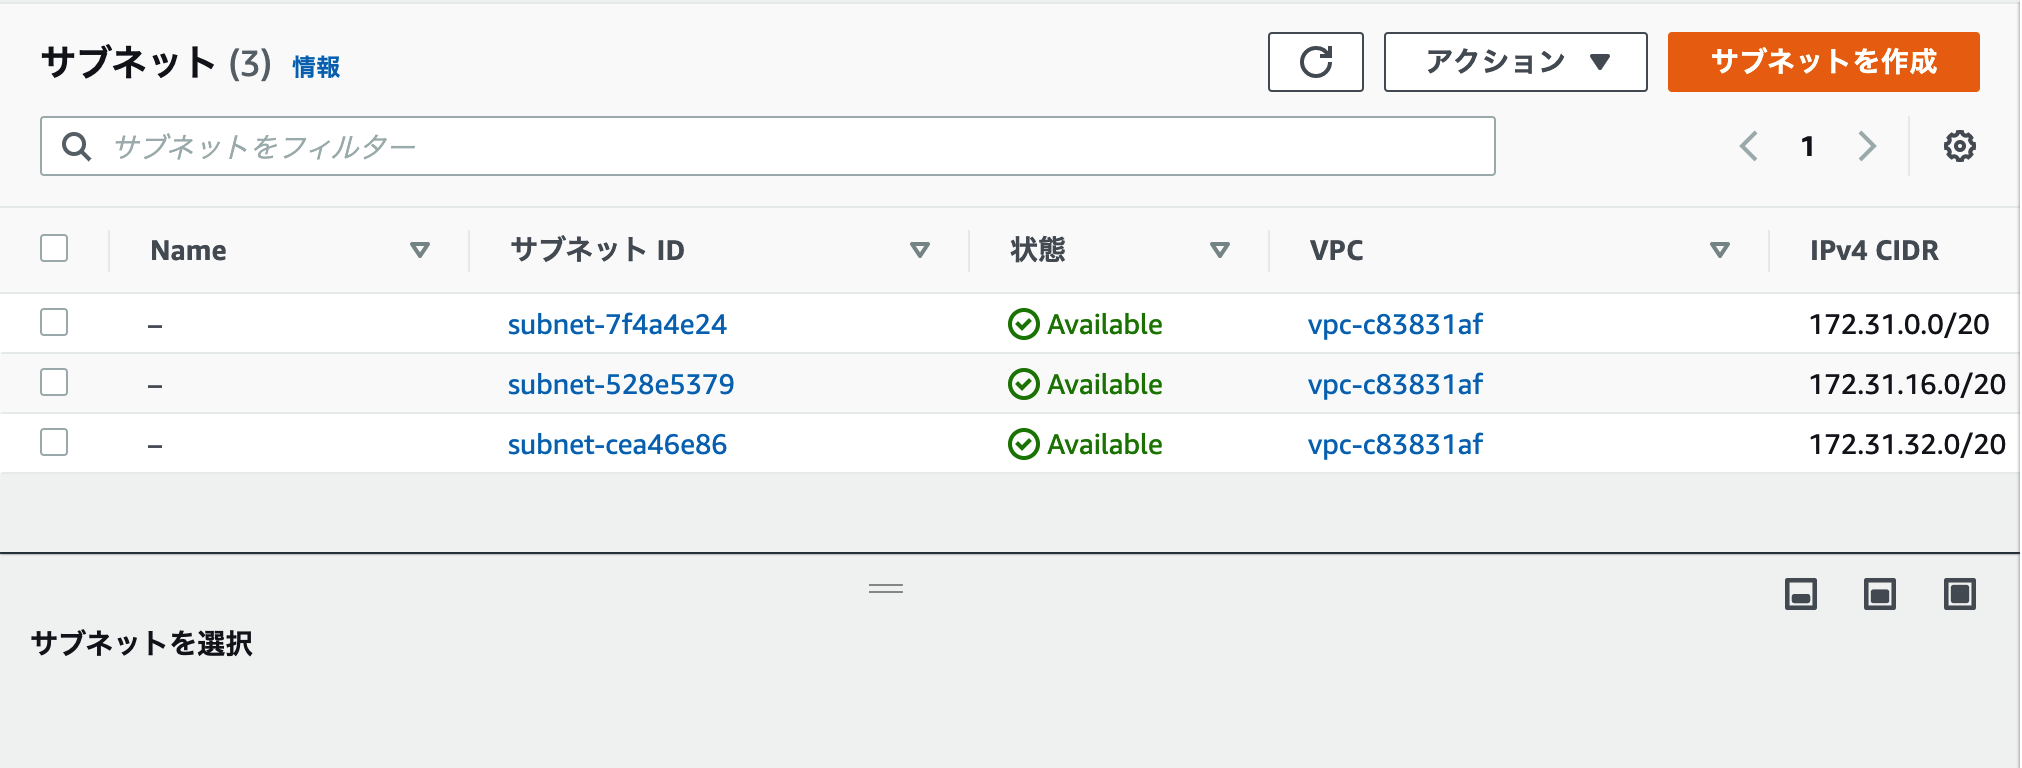 サブネット (3) 情報
アクション
サブネットを作成
サブネットをフィルター
1
Name サブネット ID 状態 VPC IPv4 CIDR
– subnet-7f4a4e24 Available vpc-c83831af 172.31.0.0/20
– subnet-528e5379 Available vpc-c83831af 172.31.16.0/20
– subnet-cea46e86 Available vpc-c83831af 172.31.32.0/20
サブネットを選択